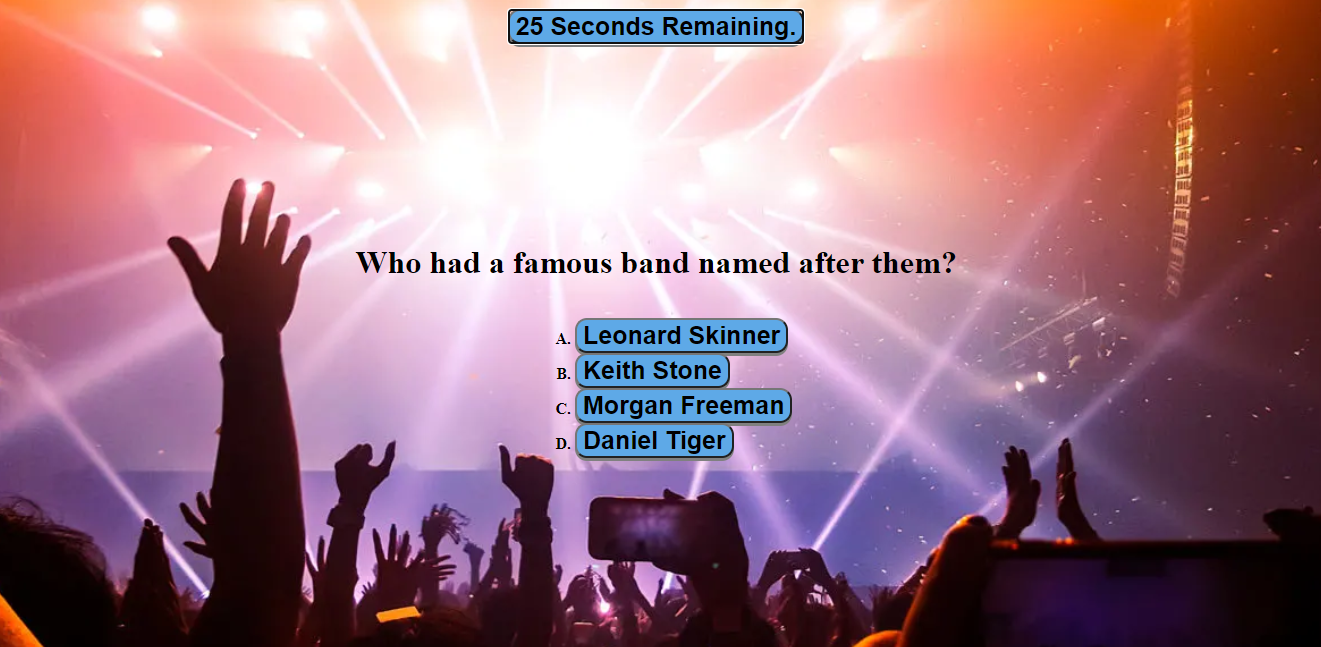 25 Seconds Remaining.
Who had a famous band named after them?
A. Leonard Skinner
B. Keith Stone
C. Morgan Freeman
D. Daniel Tiger